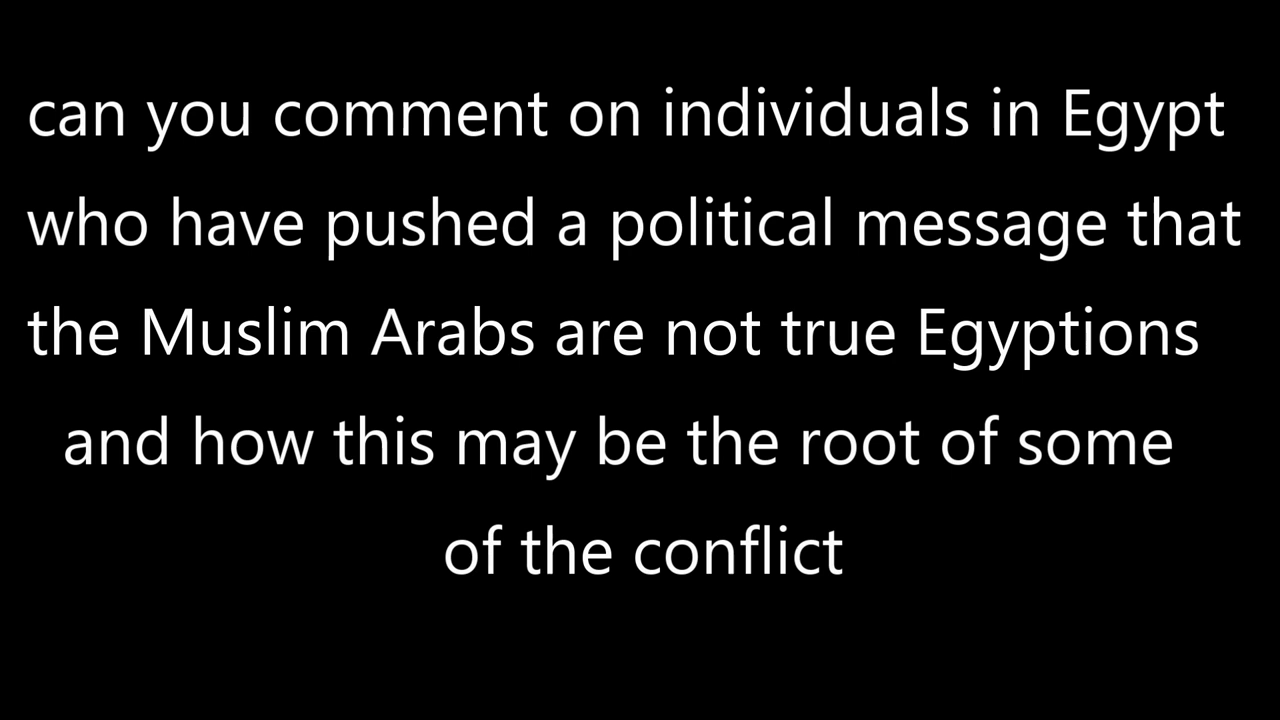 can you comment on individuals in Egypt
who have pushed a political message that
the Muslim Arabs are not true Egyptions
and how this may be the root of some
of the conflict